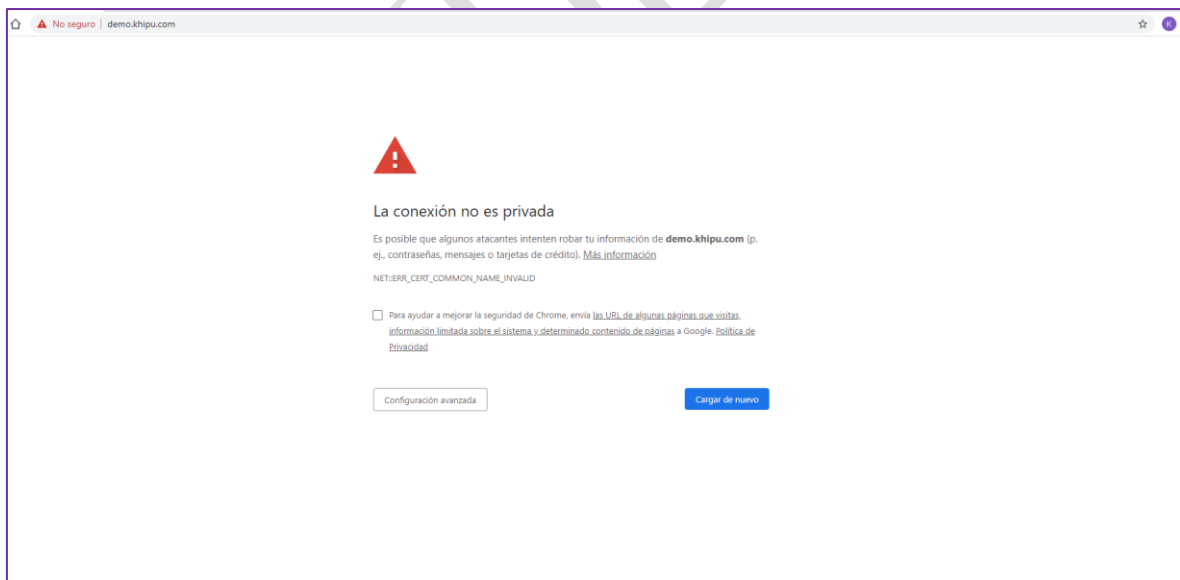 No seguro | demo.khipu.com
K
La conexión no es privada
Es posible que algunos atacantes intenten robar tu información de demo.khipu.com (p.
ej., contraseñas, mensajes o tarjetas de crédito). Más información
NET::ERR_CERT_COMMON_NAME_INVALID
Para ayudar a mejorar la seguridad de Chrome, envía las URL de algunas páginas que visitas,
información limitada sobre el sistema y determinado contenido de páginas a Google. Política de
Privacidad
Configuración avanzada
Cargar de nuevo